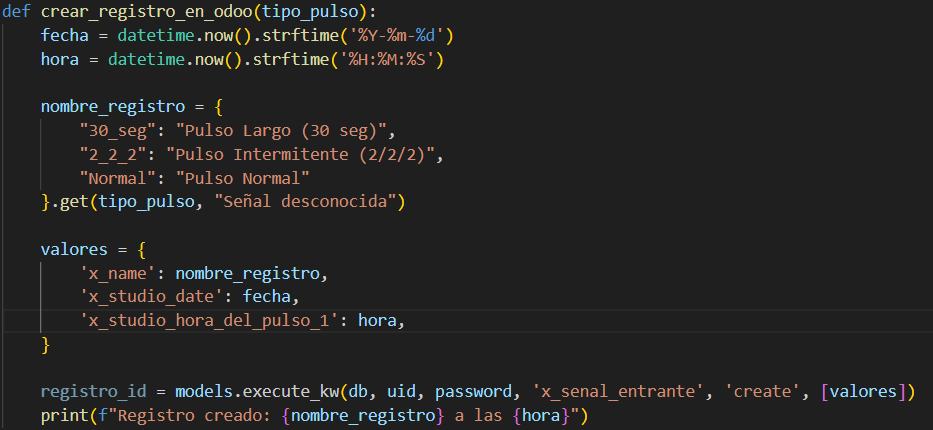 def crear_registro_en_odoo(tipo_pulso):
    fecha = datetime.now().strftime('%Y-%m-%d')
    hora = datetime.now().strftime('%H:%M:%S')

    nombre_registro = {
        "30_seg": "Pulso Largo (30 seg)",
        "2_2_2": "Pulso Intermitente (2/2/2)",
        "Normal": "Pulso Normal"
    }.get(tipo_pulso, "Señal desconocida")

    valores = {
        'x_name': nombre_registro,
        'x_studio_date': fecha,
        'x_studio_hora_del_pulso_1': hora,
    }

    registro_id = models.execute_kw(db, uid, password, 'x_senal_entrante', 'create', [valores])
    print(f"Registro creado: {nombre_registro} a las {hora}")